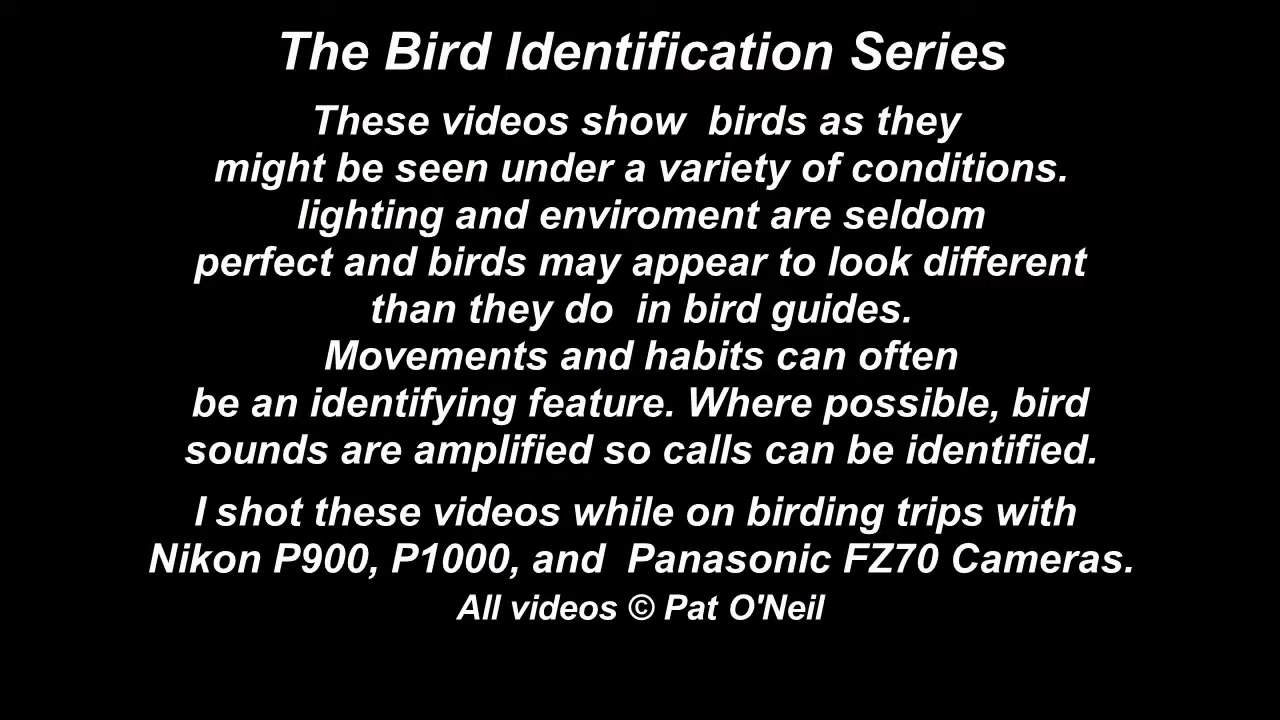 The Bird Identification Series
These videos show  birds as they
might be seen under a variety of conditions.
lighting and enviroment are seldom
perfect and birds may appear to look different
than they do  in bird guides.
Movements and habits can often
be an identifying feature. Where possible, bird
sounds are amplified so calls can be identified.
I shot these videos while on birding trips with
Nikon P900, P1000, and  Panasonic FZ70 Cameras.
All videos © Pat O'Neil